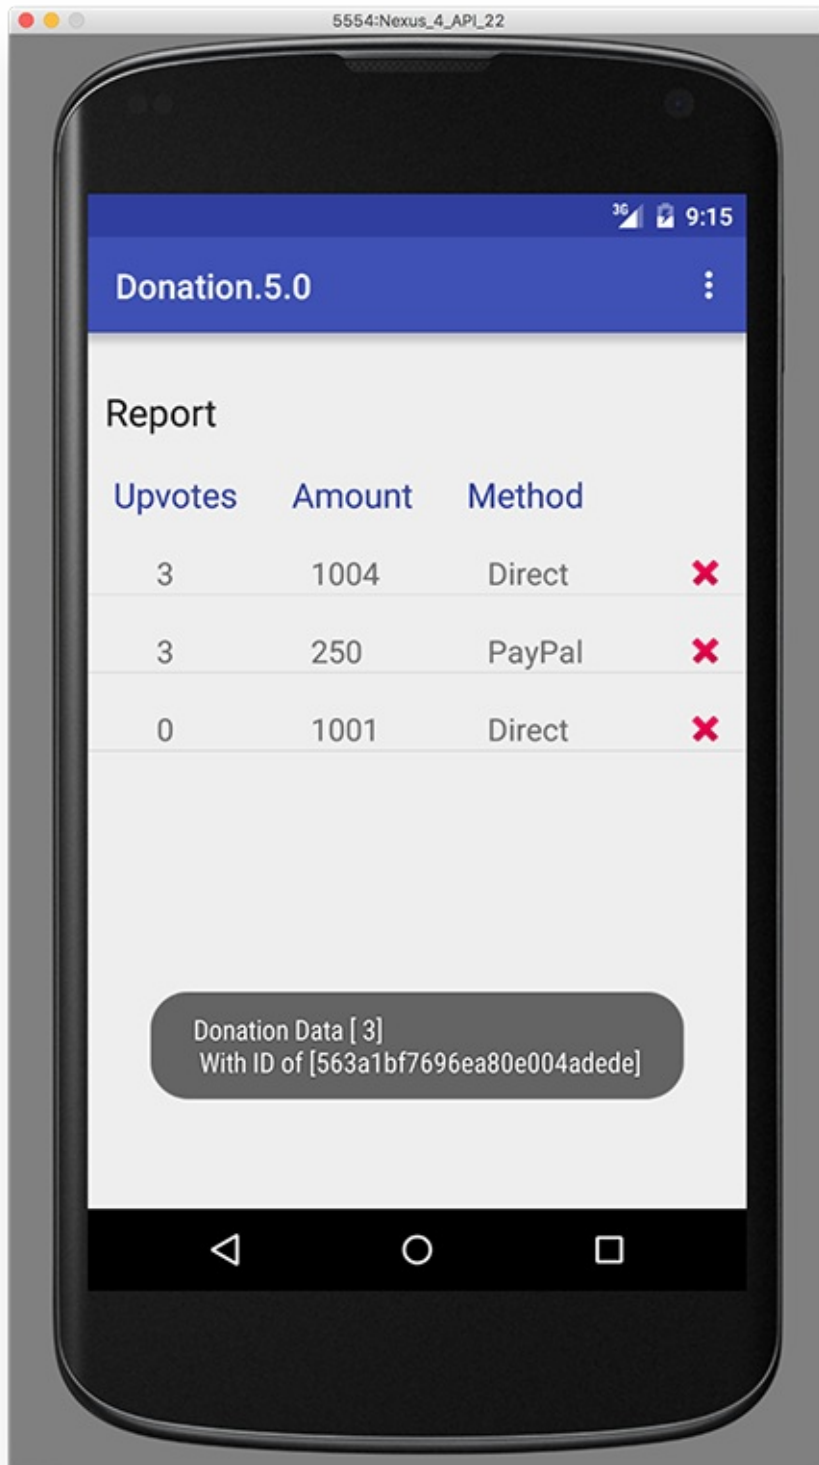 5554:Nexus_4_API_22
3G 9:15
Donation.5.0
Report
Upvotes Amount Method
3 1004 Direct
3 250 PayPal
0 1001 Direct
Donation Data [ 3]
With ID of [563a1bf7696ea80e004adede]